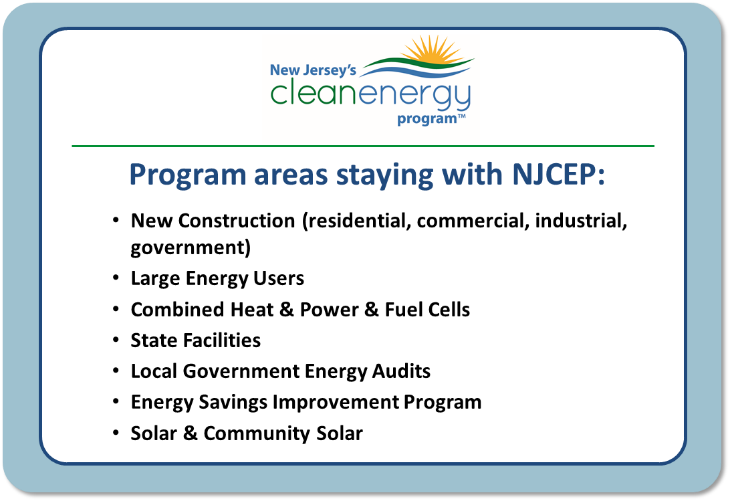 New Jersey's
cleanenergy
program™
Program areas staying with NJCEP:
• New Construction (residential, commercial, industrial,
government)
• Large Energy Users
• Combined Heat & Power & Fuel Cells
• State Facilities
• Local Government Energy Audits
• Energy Savings Improvement Program
• Solar & Community Solar